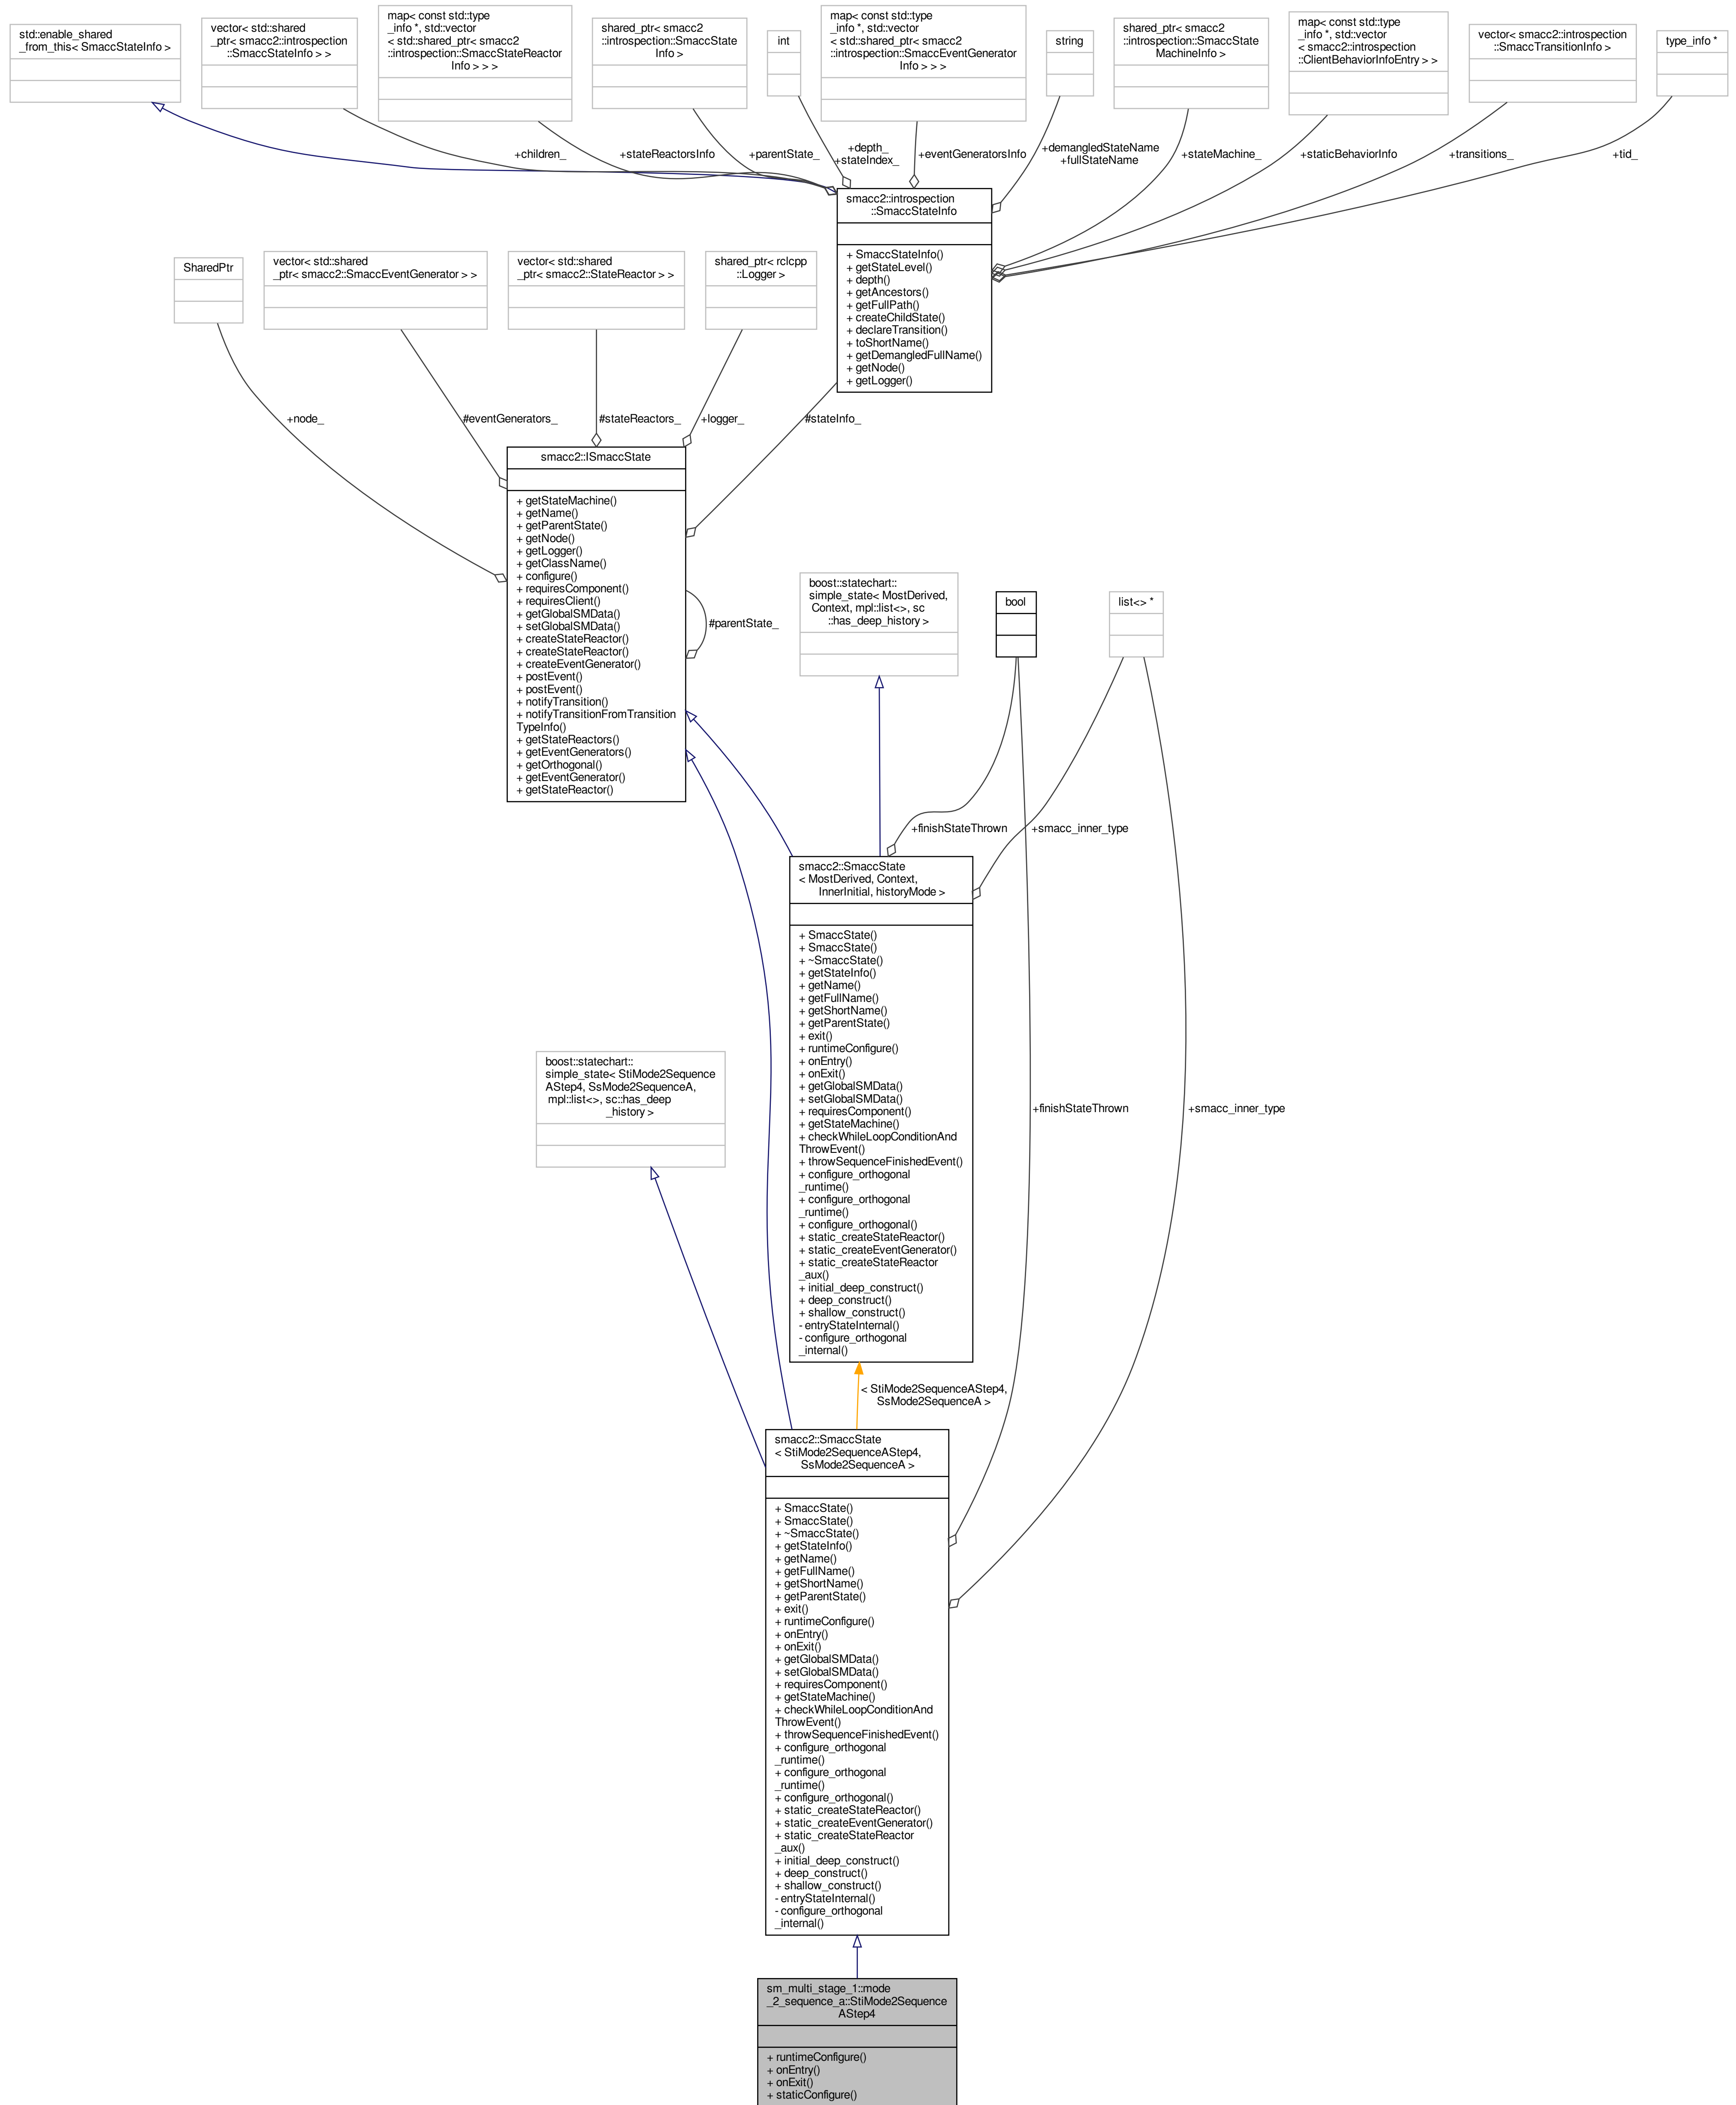 std::enable_shared
_from_this< SmaccStateInfo >
vector< std::shared
_ptr< smacc2::introspection
::SmaccStateInfo > >
map< const std::type
_info *, std::vector
< std::shared_ptr< smacc2
::introspection::SmaccStateReactor
Info > > >
shared_ptr< smacc2
::introspection::SmaccState
Info >
int
map< const std::type
_info *, std::vector
< std::shared_ptr< smacc2
::introspection::SmaccEventGenerator
Info > > >
string
shared_ptr< smacc2
::introspection::SmaccState
MachineInfo >
map< const std::type
_info *, std::vector
< smacc2::introspection
::ClientBehaviorInfoEntry > >
vector< smacc2::introspection
::SmaccTransitionInfo >
type_info *
+children_
+stateReactorsInfo
+parentState_
+depth_
+stateIndex_
+eventGeneratorsInfo
+demangledStateName
+fullStateName
+stateMachine_
+staticBehaviorInfo
+transitions_
+tid_
smacc2::introspection
::SmaccStateInfo
+ SmaccStateInfo()
+ getStateLevel()
+ depth()
+ getAncestors()
+ getFullPath()
+ createChildState()
+ declareTransition()
+ toShortName()
+ getDemangledFullName()
+ getNode()
+ getLogger()
SharedPtr
vector< std::shared
_ptr< smacc2::SmaccEventGenerator > >
vector< std::shared
_ptr< smacc2::StateReactor > >
shared_ptr< rclcpp
::Logger >
+node_
#eventGenerators_
#stateReactors_
+logger_
#stateInfo_
smacc2::ISmaccState
+ getStateMachine()
+ getName()
+ getParentState()
+ getNode()
+ getLogger()
+ getClassName()
+ configure()
+ requiresComponent()
+ requiresClient()
+ getGlobalSMData()
+ setGlobalSMData()
+ createStateReactor()
+ createStateReactor()
+ createEventGenerator()
+ postEvent()
+ postEvent()
+ notifyTransition()
+ notifyTransitionFromTransition
TypeInfo()
+ getStateReactors()
+ getEventGenerators()
+ getOrthogonal()
+ getEventGenerator()
+ getStateReactor()
#parentState_
boost::statechart::
simple_state< MostDerived,
Context, mpl::list<>, sc
::has_deep_history >
bool
list<> *
+finishStateThrown
+smacc_inner_type
smacc2::SmaccState
< MostDerived, Context,
InnerInitial, historyMode >
+ SmaccState()
+ SmaccState()
+ ~SmaccState()
+ getStateInfo()
+ getName()
+ getFullName()
+ getShortName()
+ getParentState()
+ exit()
+ runtimeConfigure()
+ onEntry()
+ onExit()
+ getGlobalSMData()
+ setGlobalSMData()
+ requiresComponent()
+ getStateMachine()
+ checkWhileLoopConditionAnd
ThrowEvent()
+ throwSequenceFinishedEvent()
+ configure_orthogonal
_runtime()
+ configure_orthogonal
_runtime()
+ configure_orthogonal()
+ static_createStateReactor()
+ static_createEventGenerator()
+ static_createStateReactor
_aux()
+ initial_deep_construct()
+ deep_construct()
+ shallow_construct()
- entryStateInternal()
- configure_orthogonal
_internal()
boost::statechart::
simple_state< StiMode2Sequence
AStep4, SsMode2SequenceA,
mpl::list<>, sc::has_deep
_history >
+finishStateThrown
+smacc_inner_type
< StiMode2SequenceAStep4,
SsMode2SequenceA >
smacc2::SmaccState
< StiMode2SequenceAStep4,
SsMode2SequenceA >
+ SmaccState()
+ SmaccState()
+ ~SmaccState()
+ getStateInfo()
+ getName()
+ getFullName()
+ getShortName()
+ getParentState()
+ exit()
+ runtimeConfigure()
+ onEntry()
+ onExit()
+ getGlobalSMData()
+ setGlobalSMData()
+ requiresComponent()
+ getStateMachine()
+ checkWhileLoopConditionAnd
ThrowEvent()
+ throwSequenceFinishedEvent()
+ configure_orthogonal
_runtime()
+ configure_orthogonal
_runtime()
+ configure_orthogonal()
+ static_createStateReactor()
+ static_createEventGenerator()
+ static_createStateReactor
_aux()
+ initial_deep_construct()
+ deep_construct()
+ shallow_construct()
- entryStateInternal()
- configure_orthogonal
_internal()
sm_multi_stage_1::mode
_2_sequence_a::StiMode2Sequence
AStep4
+ runtimeConfigure()
+ onEntry()
+ onExit()
+ staticConfigure()